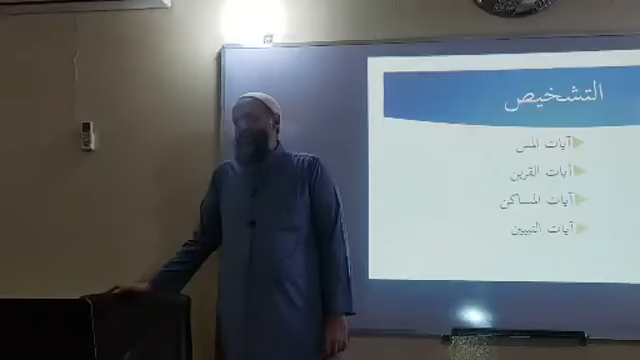 التشخيص
آيات المس
آيات القرين
آيات المساكن
آيات التبيين